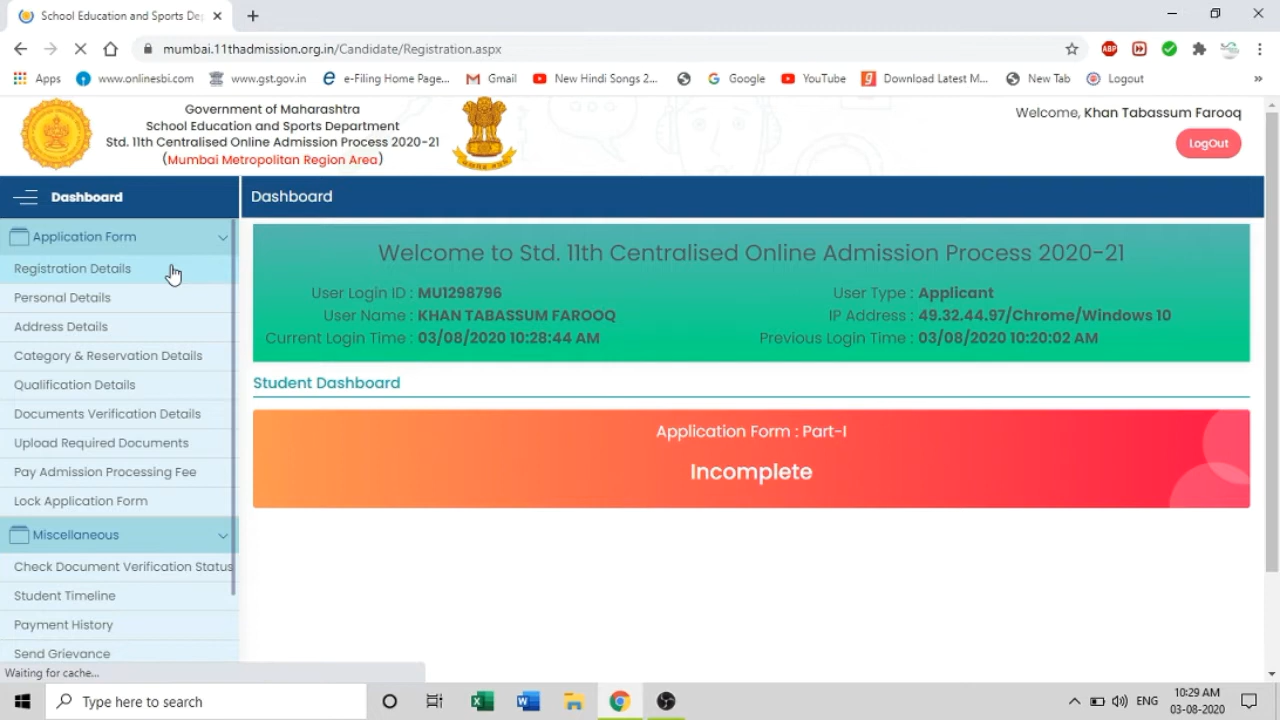 School Education and Sports De
mumbai.11thadmission.org.in/Candidate/Registration.aspx
ABP
Apps
www.onlinesbi.com
www.gst.gov.in
e-Filing Home Page...
Gmail
New Hindi Songs 2...
Google
YouTube
Download Latest M...
New Tab
Logout
»
Government of Maharashtra
School Education and Sports Department
Std. 11th Centralised Online Admission Process 2020-21
(Mumbai Metropolitan Region Area)
Welcome, Khan Tabassum Farooq
LogOut
Dashboard
Application Form
Registration Details
Personal Details
Address Details
Category & Reservation Details
Qualification Details
Documents Verification Details
Upload Required Documents
Pay Admission Processing Fee
Lock Application Form
Miscellaneous
Check Document Verification Status
Student Timeline
Payment History
Send Grievance
Waiting for cache...
Dashboard
Welcome to Std. 11th Centralised Online Admission Process 2020-21
User Login ID : MU1298796
User Type : Applicant
User Name : KHAN TABASSUM FAROOQ
IP Address : 49.32.44.97/Chrome/Windows 10
Current Login Time : 03/08/2020 10:28:44 AM
Previous Login Time : 03/08/2020 10:20:02 AM
Student Dashboard
Application Form : Part-I
Incomplete
Type here to search
ENG
10:29 AM
03-08-2020